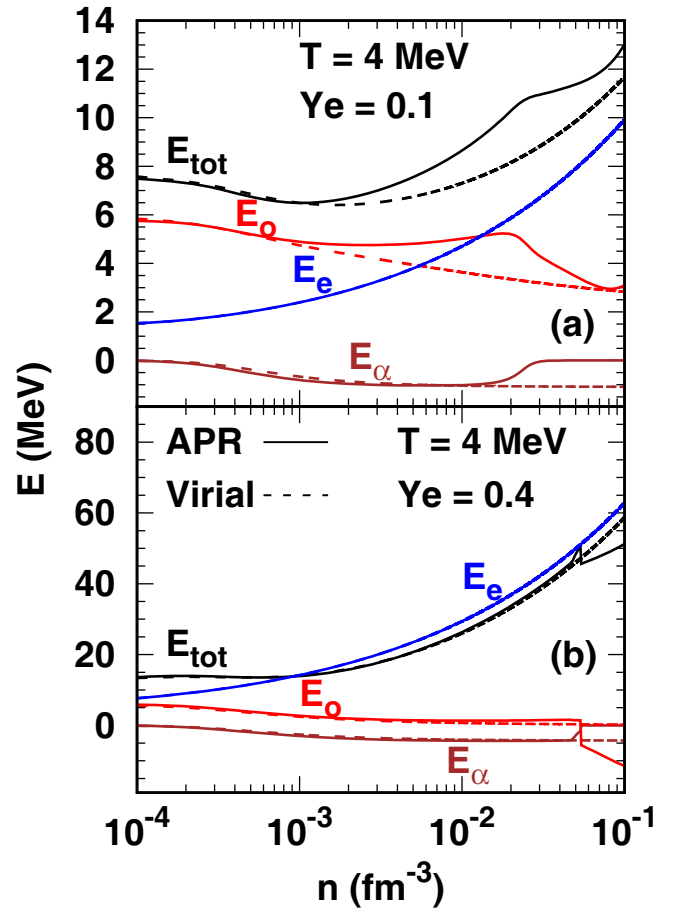 14
12
10
8
6
4
2
0
T = 4 MeV
Ye = 0.1
E_tot
E_o
E_e
E_α
(a)
E (MeV)
80
60
40
20
0
APR
Virial
T = 4 MeV
Ye = 0.4
E_e
E_tot
E_o
E_α
(b)
10^-4 10^-3 10^-2 10^-1
n (fm^-3)